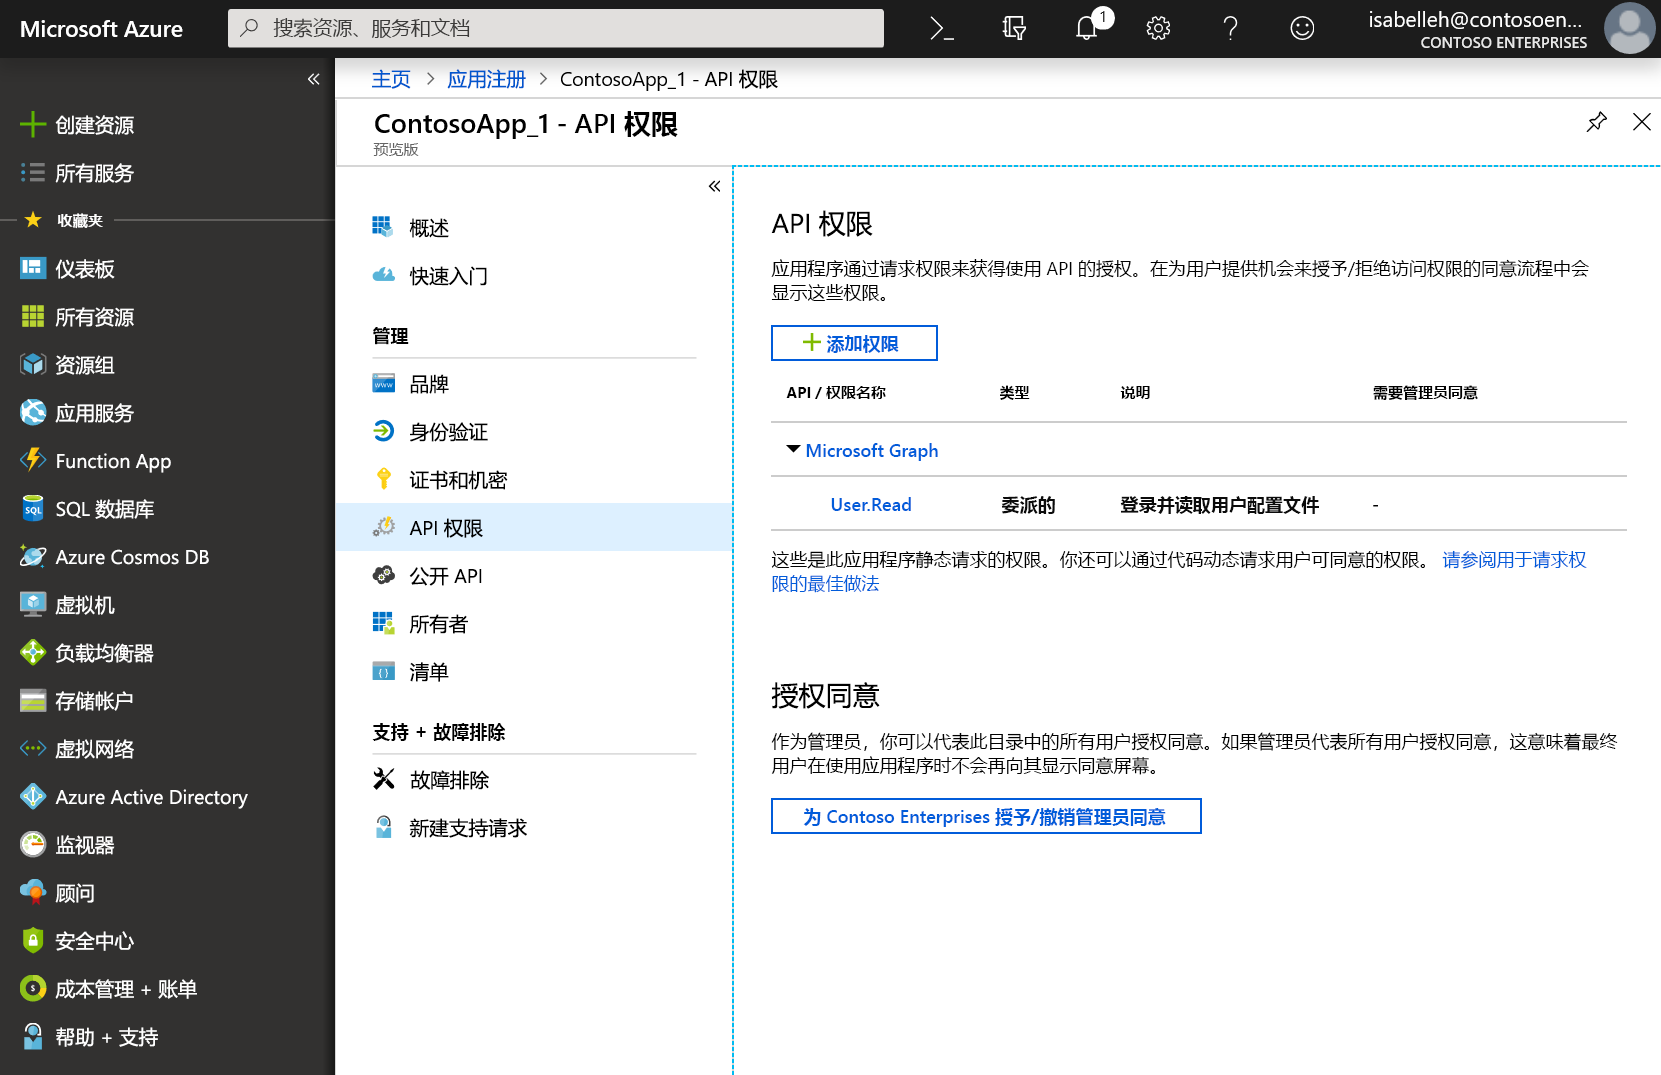 Microsoft Azure
搜索资源、服务和文档
1
isabelleh@contosoen...
CONTOSO ENTERPRISES
创建资源
所有服务
收藏夹
仪表板
所有资源
资源组
应用服务
Function App
SQL 数据库
Azure Cosmos DB
虚拟机
负载均衡器
存储帐户
虚拟网络
Azure Active Directory
监视器
顾问
安全中心
成本管理 + 账单
帮助 + 支持
主页 > 应用注册 > ContosoApp_1 - API 权限
ContosoApp_1 - API 权限
预览版
概述
快速入门
管理
品牌
身份验证
证书和机密
API 权限
公开 API
所有者
清单
支持 + 故障排除
故障排除
新建支持请求
API 权限
应用程序通过请求权限来获得使用 API 的授权。在为用户提供机会来授予/拒绝访问权限的同意流程中会
显示这些权限。
添加权限
API / 权限名称 类型 说明 需要管理员同意
Microsoft Graph
User.Read 委派的 登录并读取用户配置文件 -
这些是此应用程序静态请求的权限。你还可以通过代码动态请求用户可同意的权限。 请参阅用于请求权
限的最佳做法
授权同意
作为管理员，你可以代表此目录中的所有用户授权同意。如果管理员代表所有用户授权同意，这意味着最终
用户在使用应用程序时不会再向其显示同意屏幕。
为 Contoso Enterprises 授予/撤销管理员同意